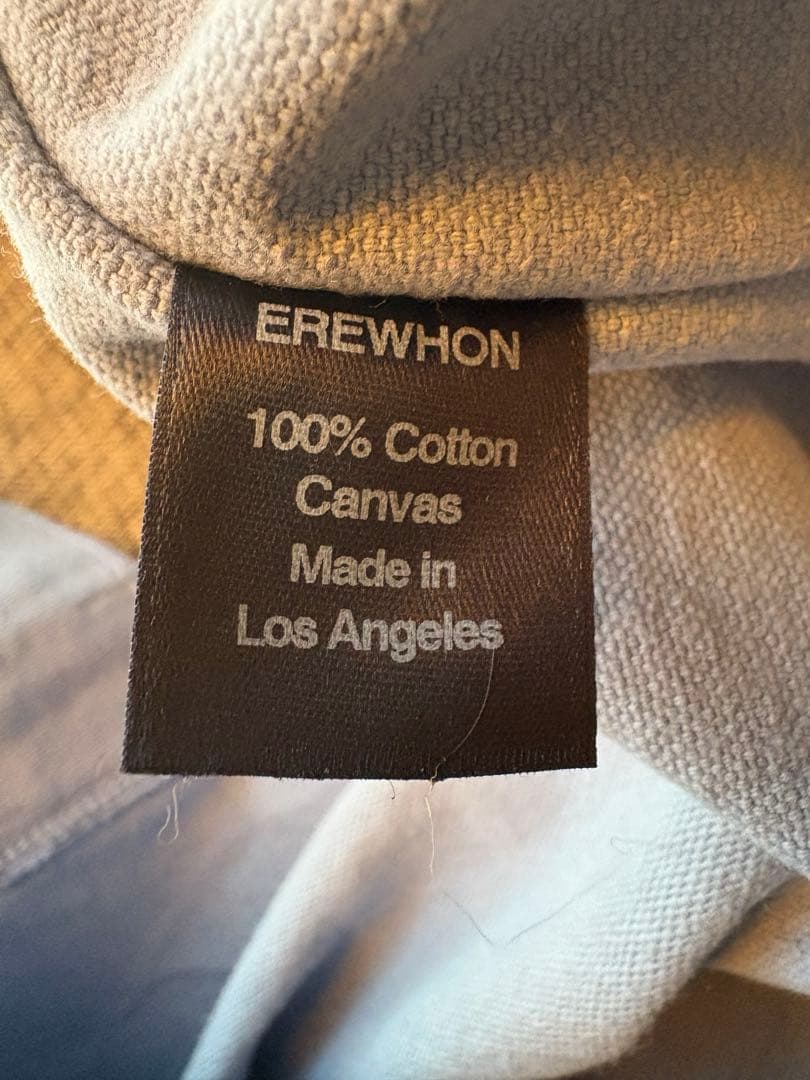 EREWHON
100% Cotton
Canvas
Made in
Los Angeles